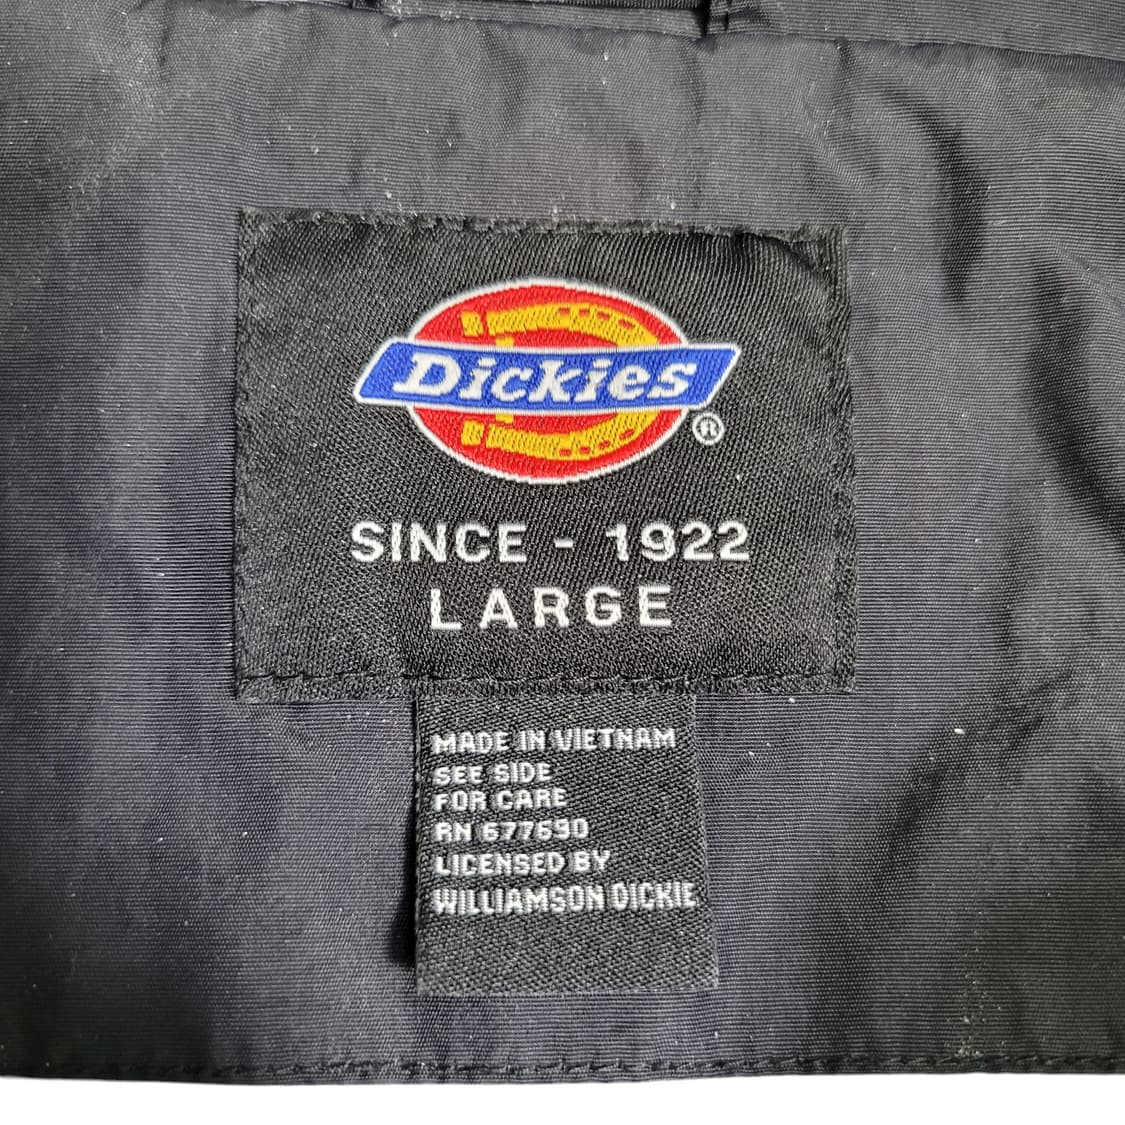 Dickies
®
SINCE - 1922
LARGE
MADE IN VIETNAM
SEE SIDE
FOR CARE
RN 677690
LICENSED BY
WILLIAMSON DICKIE